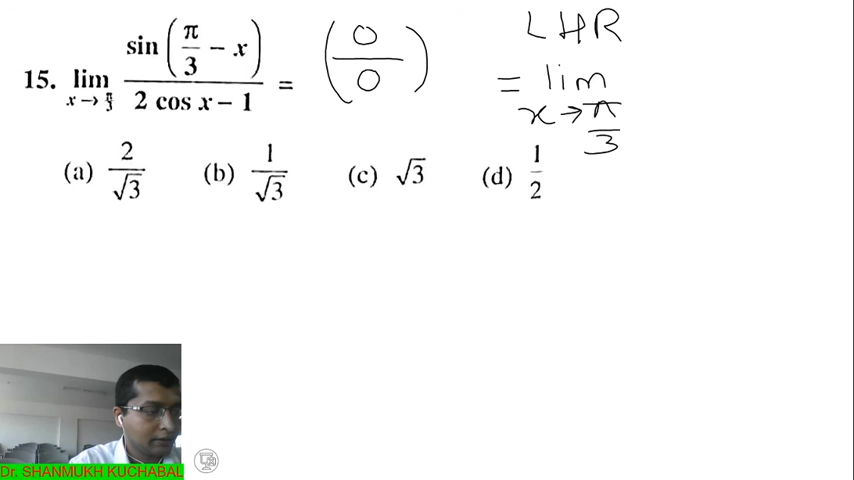 15. lim x → π/3 sin(π/3 − x) / 2 cos x − 1 = (0/0)
LHR
= lim x → π/3
(a) 2/√3 (b) 1/√3 (c) √3 (d) 1/2
Dr. SHANMUKH KUCHABAL